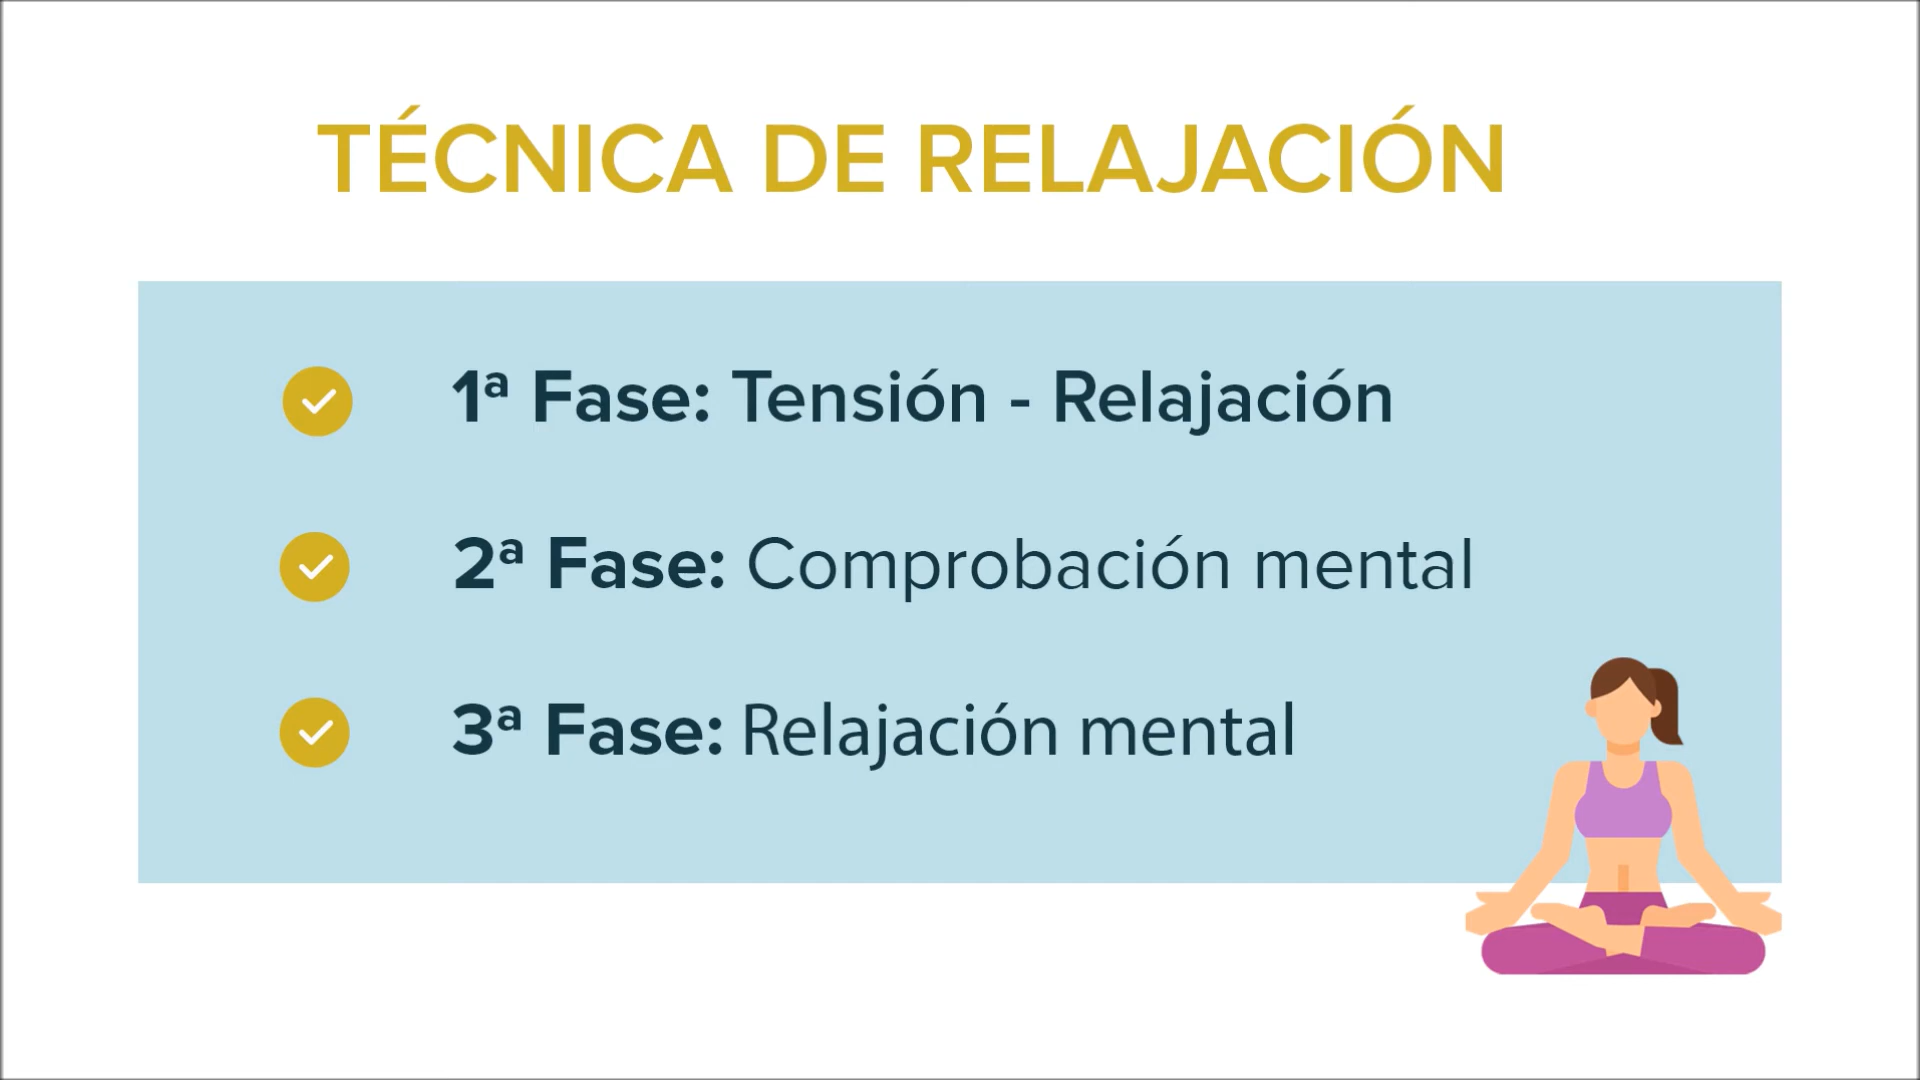 TÉCNICA DE RELAJACIÓN
1ª Fase: Tensión - Relajación
2ª Fase: Comprobación mental
3ª Fase: Relajación mental